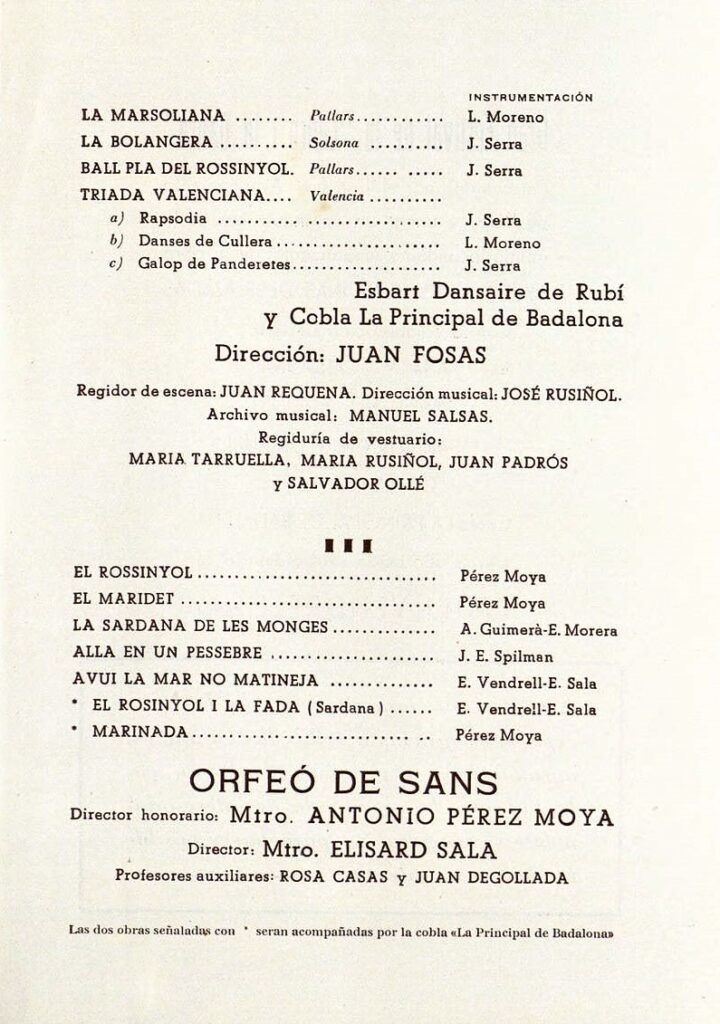 INSTRUMENTACIÓN
LA MARSOLIANA ........ Pallars............ L. Moreno
LA BOLANGERA .......... Solsona .......... J. Serra
BALL PLA DEL ROSSINYOL. Pallars...... ..... J. Serra
TRIADA VALENCIANA.... Valencia ..........
a) Rapsodia ............................... J. Serra
b) Danses de Cullera ....................... L. Moreno
c) Galop de Panderetes..................... J. Serra
Esbart Dansaire de Rubí
y Cobla La Principal de Badalona
Dirección: JUAN FOSAS
Regidor de escena: JUAN REQUENA. Dirección musical: JOSÉ RUSIÑOL.
Archivo musical: MANUEL SALSAS.
Regiduría de vestuario:
MARIA TARRUELLA, MARIA RUSIÑOL, JUAN PADRÓS
y SALVADOR OLLÉ
III
EL ROSSINYOL ................................. Pérez Moya
EL MARIDET ................................... Pérez Moya
LA SARDANA DE LES MONGES .............. A. Guimerà-E. Morera
ALLA EN UN PESSEBRE ....................... J. E. Spilman
AVUI LA MAR NO MATINEJA ................ E. Vendrell-E. Sala
* EL ROSINYOL I LA FADA (Sardana) ...... E. Vendrell-E. Sala
* MARINADA.............................. .. Pérez Moya
ORFEÓ DE SANS
Director honorario: Mtro. ANTONIO PÉREZ MOYA
Director: Mtro. ELISARD SALA
Profesores auxiliares: ROSA CASAS y JUAN DEGOLLADA
Las dos obras señaladas con * seran acompañadas por la cobla «La Principal de Badalona»